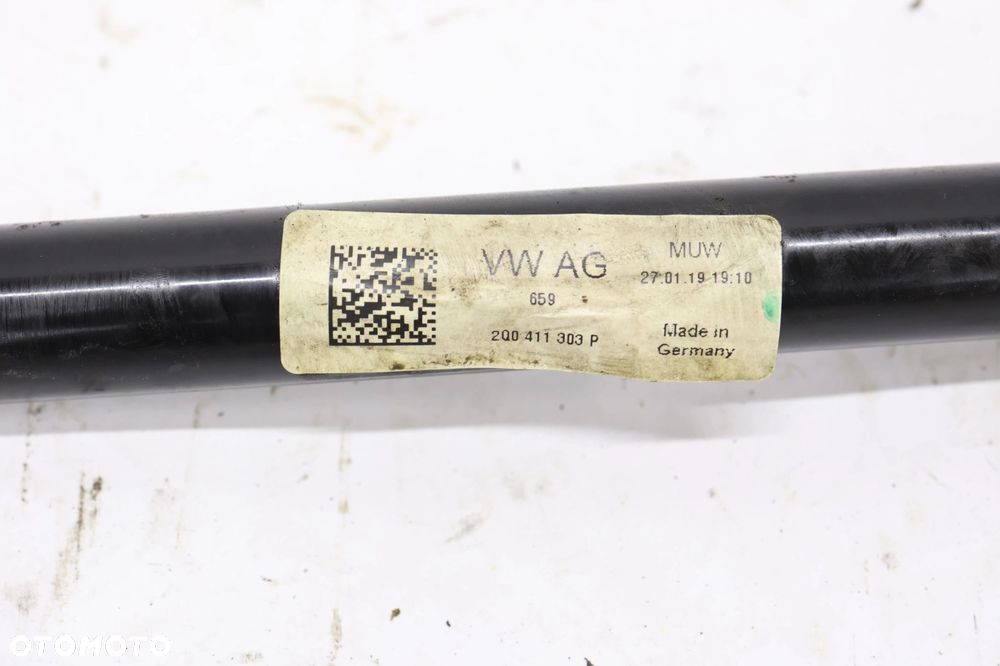 VW AG
659
2Q0 411 303 P
MUW
27.01.19 19:10
Made in
Germany
OTOMOTO